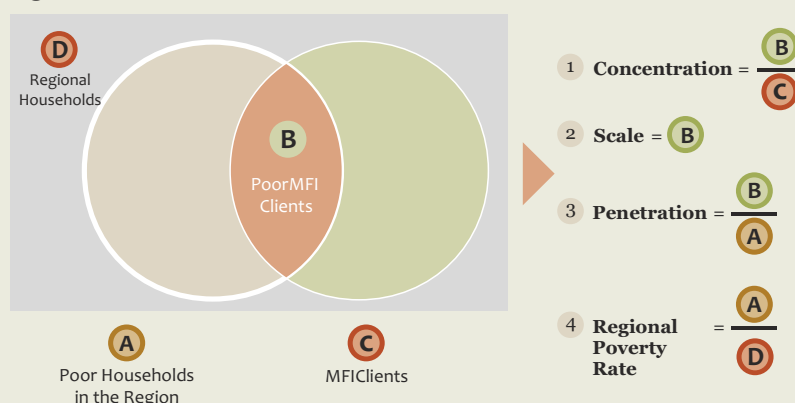 D
Regional
Households
B
PoorMFI
Clients
A
Poor Households
in the Region
C
MFIClients
1 Concentration = B
C
2 Scale = B
3 Penetration = B
A
4 Regional
Poverty
Rate
= A
D